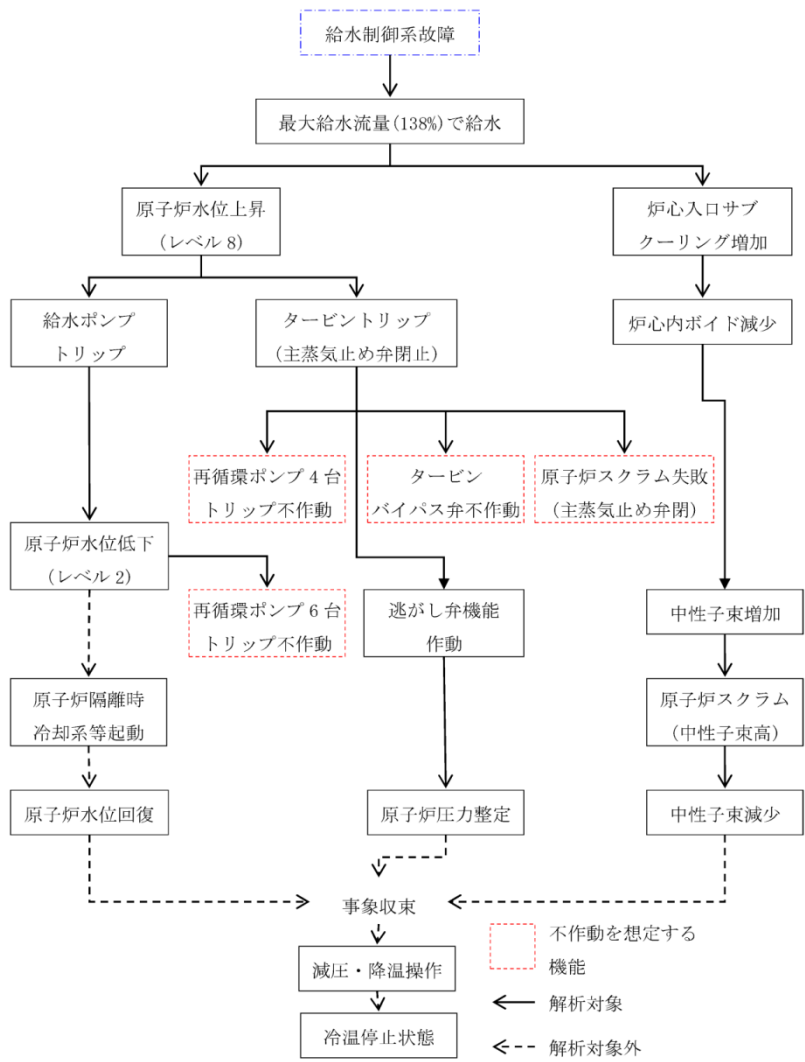 給水制御系故障
最大給水流量(138%)で給水
原子炉水位上昇
(レベル8)
炉心入口サブ
クーリング増加
給水ポンプ
トリップ
タービントリップ
(主蒸気止め弁閉止)
炉心内ボイド減少
再循環ポンプ4台
トリップ不作動
タービン
バイパス弁不作動
原子炉スクラム失敗
(主蒸気止め弁閉)
原子炉水位低下
(レベル2)
再循環ポンプ6台
トリップ不作動
逃がし弁機能
作動
中性子束増加
原子炉隔離時
冷却系等起動
原子炉スクラム
(中性子束高)
原子炉水位回復
原子炉圧力整定
中性子束減少
事象収束
減圧・降温操作
冷温停止状態
不作動を想定する
機能
解析対象
解析対象外